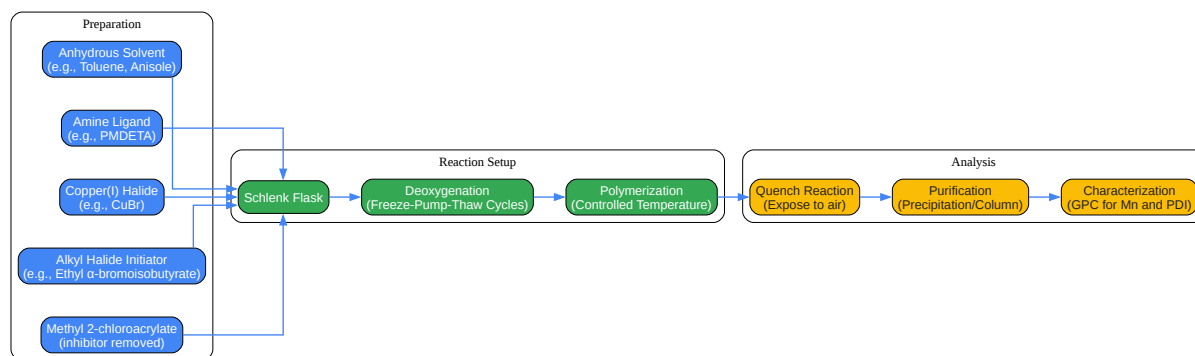 Preparation
Anhydrous Solvent
(e.g., Toluene, Anisole)
Amine Ligand
(e.g., PMDETA)
Copper(I) Halide
(e.g., CuBr)
Alkyl Halide Initiator
(e.g., Ethyl α-bromoisobutyrate)
Methyl 2-chloroacrylate
(inhibitor removed)
Reaction Setup
Schlenk Flask
Deoxygenation
(Freeze-Pump-Thaw Cycles)
Polymerization
(Controlled Temperature)
Analysis
Quench Reaction
(Expose to air)
Purification
(Precipitation/Column)
Characterization
(GPC for Mn and PDI)